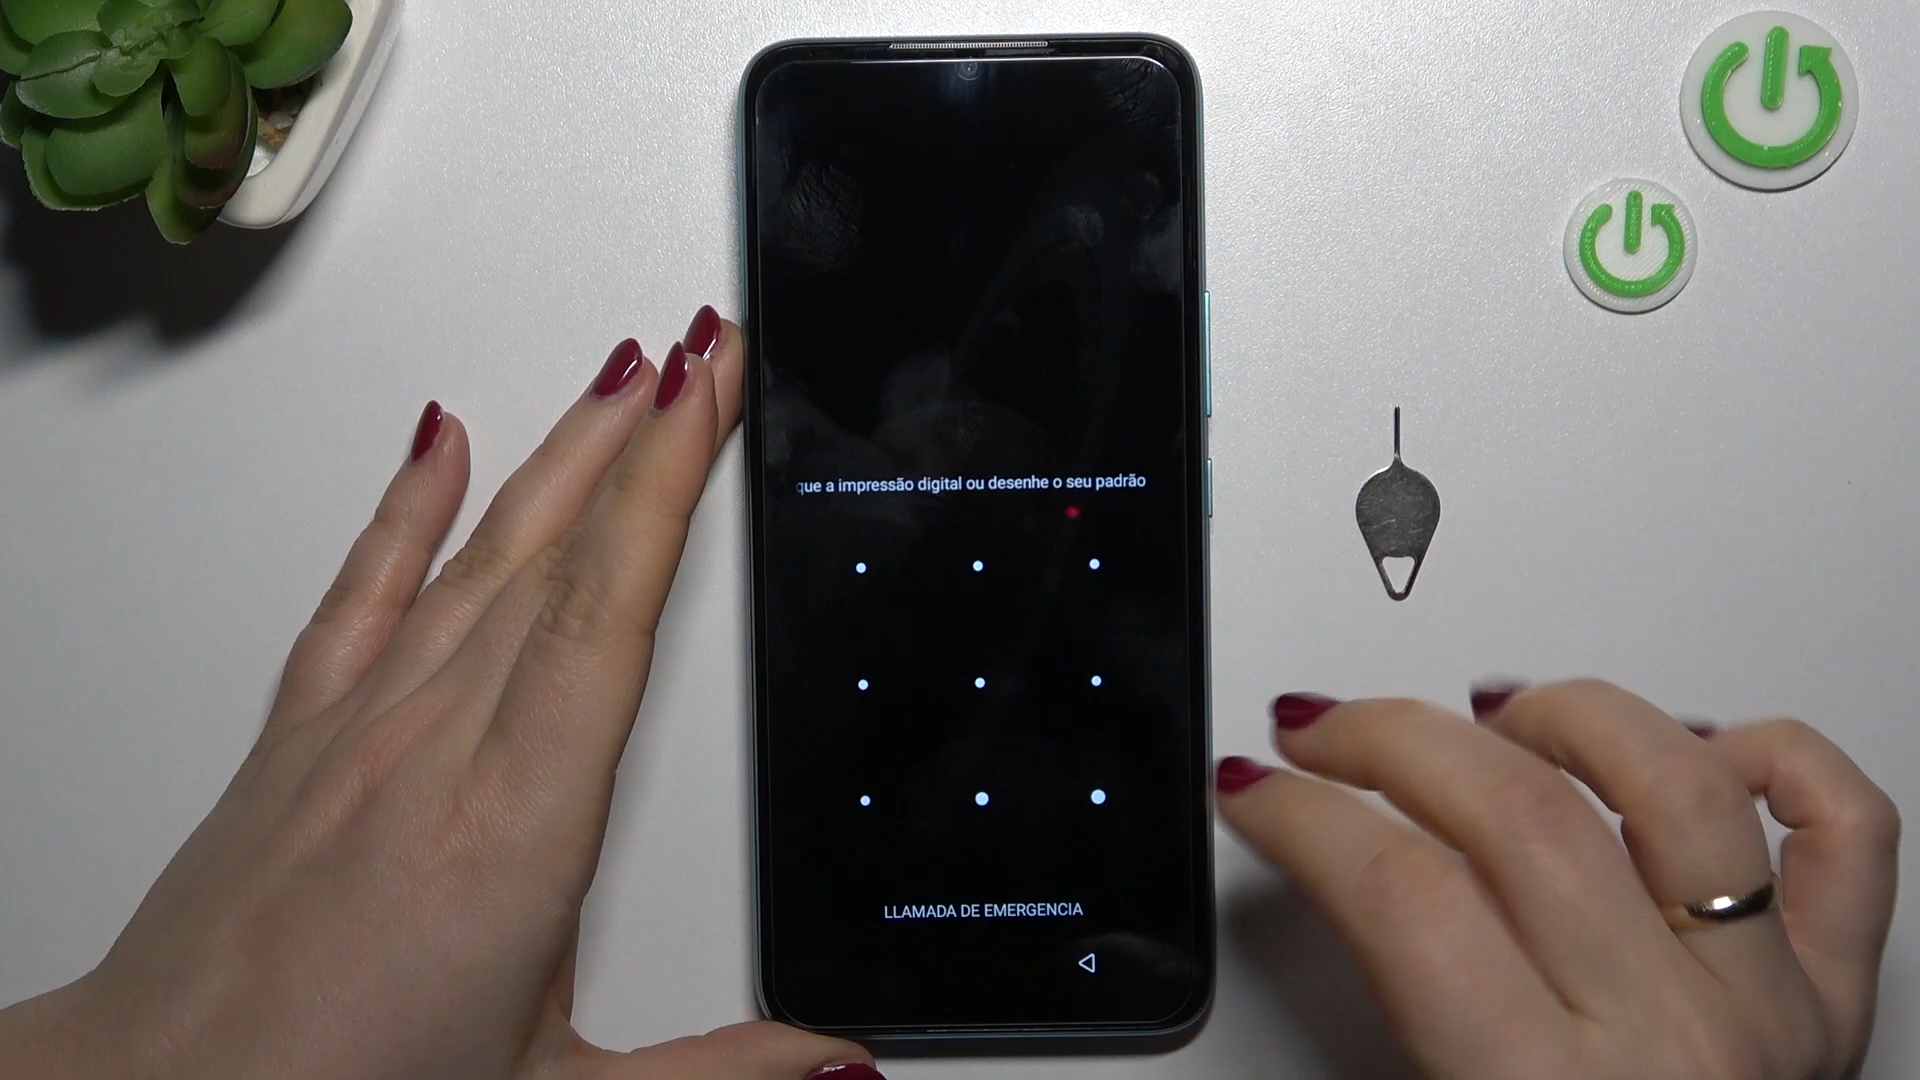 que a impressão digital ou desenhe o seu padrão
LLAMADA DE EMERGENCIA